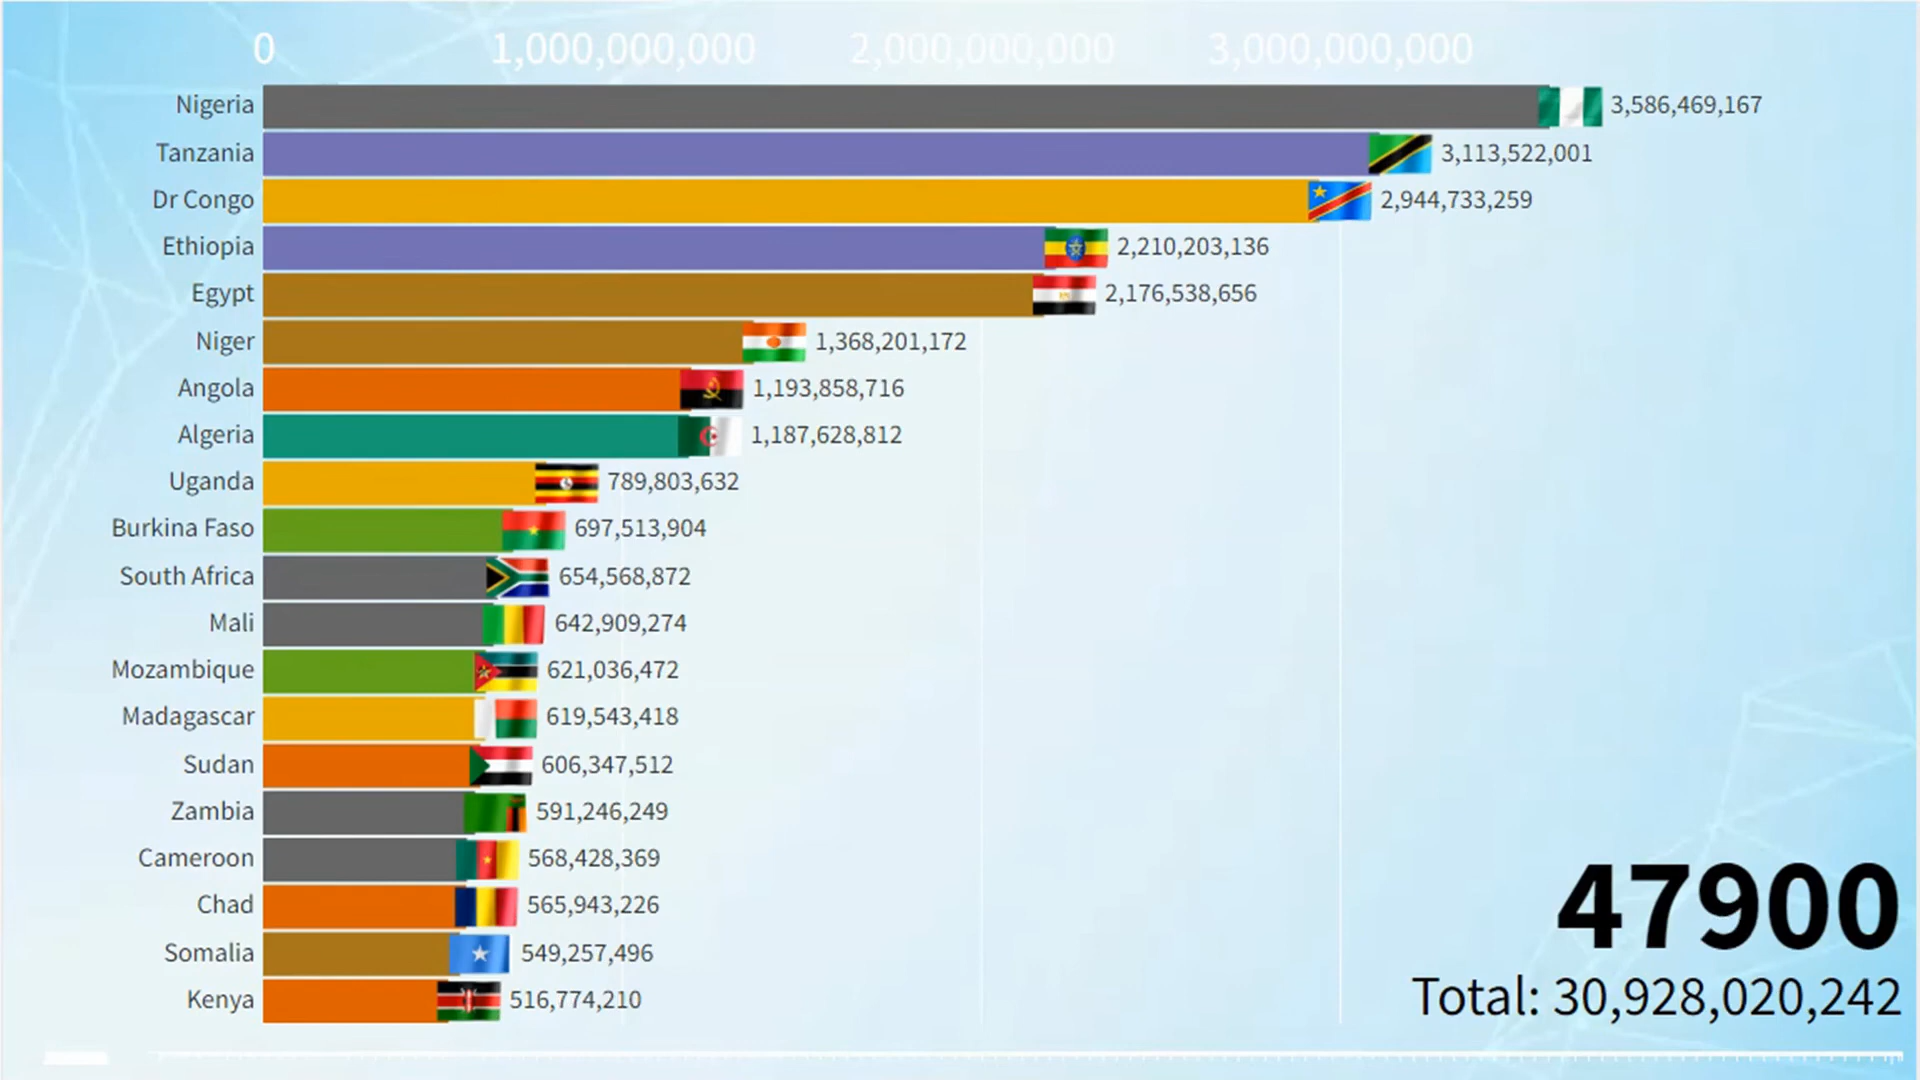 0 1,000,000,000 2,000,000,000 3,000,000,000
Nigeria 3,586,469,167
Tanzania 3,113,522,001
Dr Congo 2,944,733,259
Ethiopia 2,210,203,136
Egypt 2,176,538,656
Niger 1,368,201,172
Angola 1,193,858,716
Algeria 1,187,628,812
Uganda 789,803,632
Burkina Faso 697,513,904
South Africa 654,568,872
Mali 642,909,274
Mozambique 621,036,472
Madagascar 619,543,418
Sudan 606,347,512
Zambia 591,246,249
Cameroon 568,428,369
Chad 565,943,226
Somalia 549,257,496
Kenya 516,774,210
47900
Total: 30,928,020,242